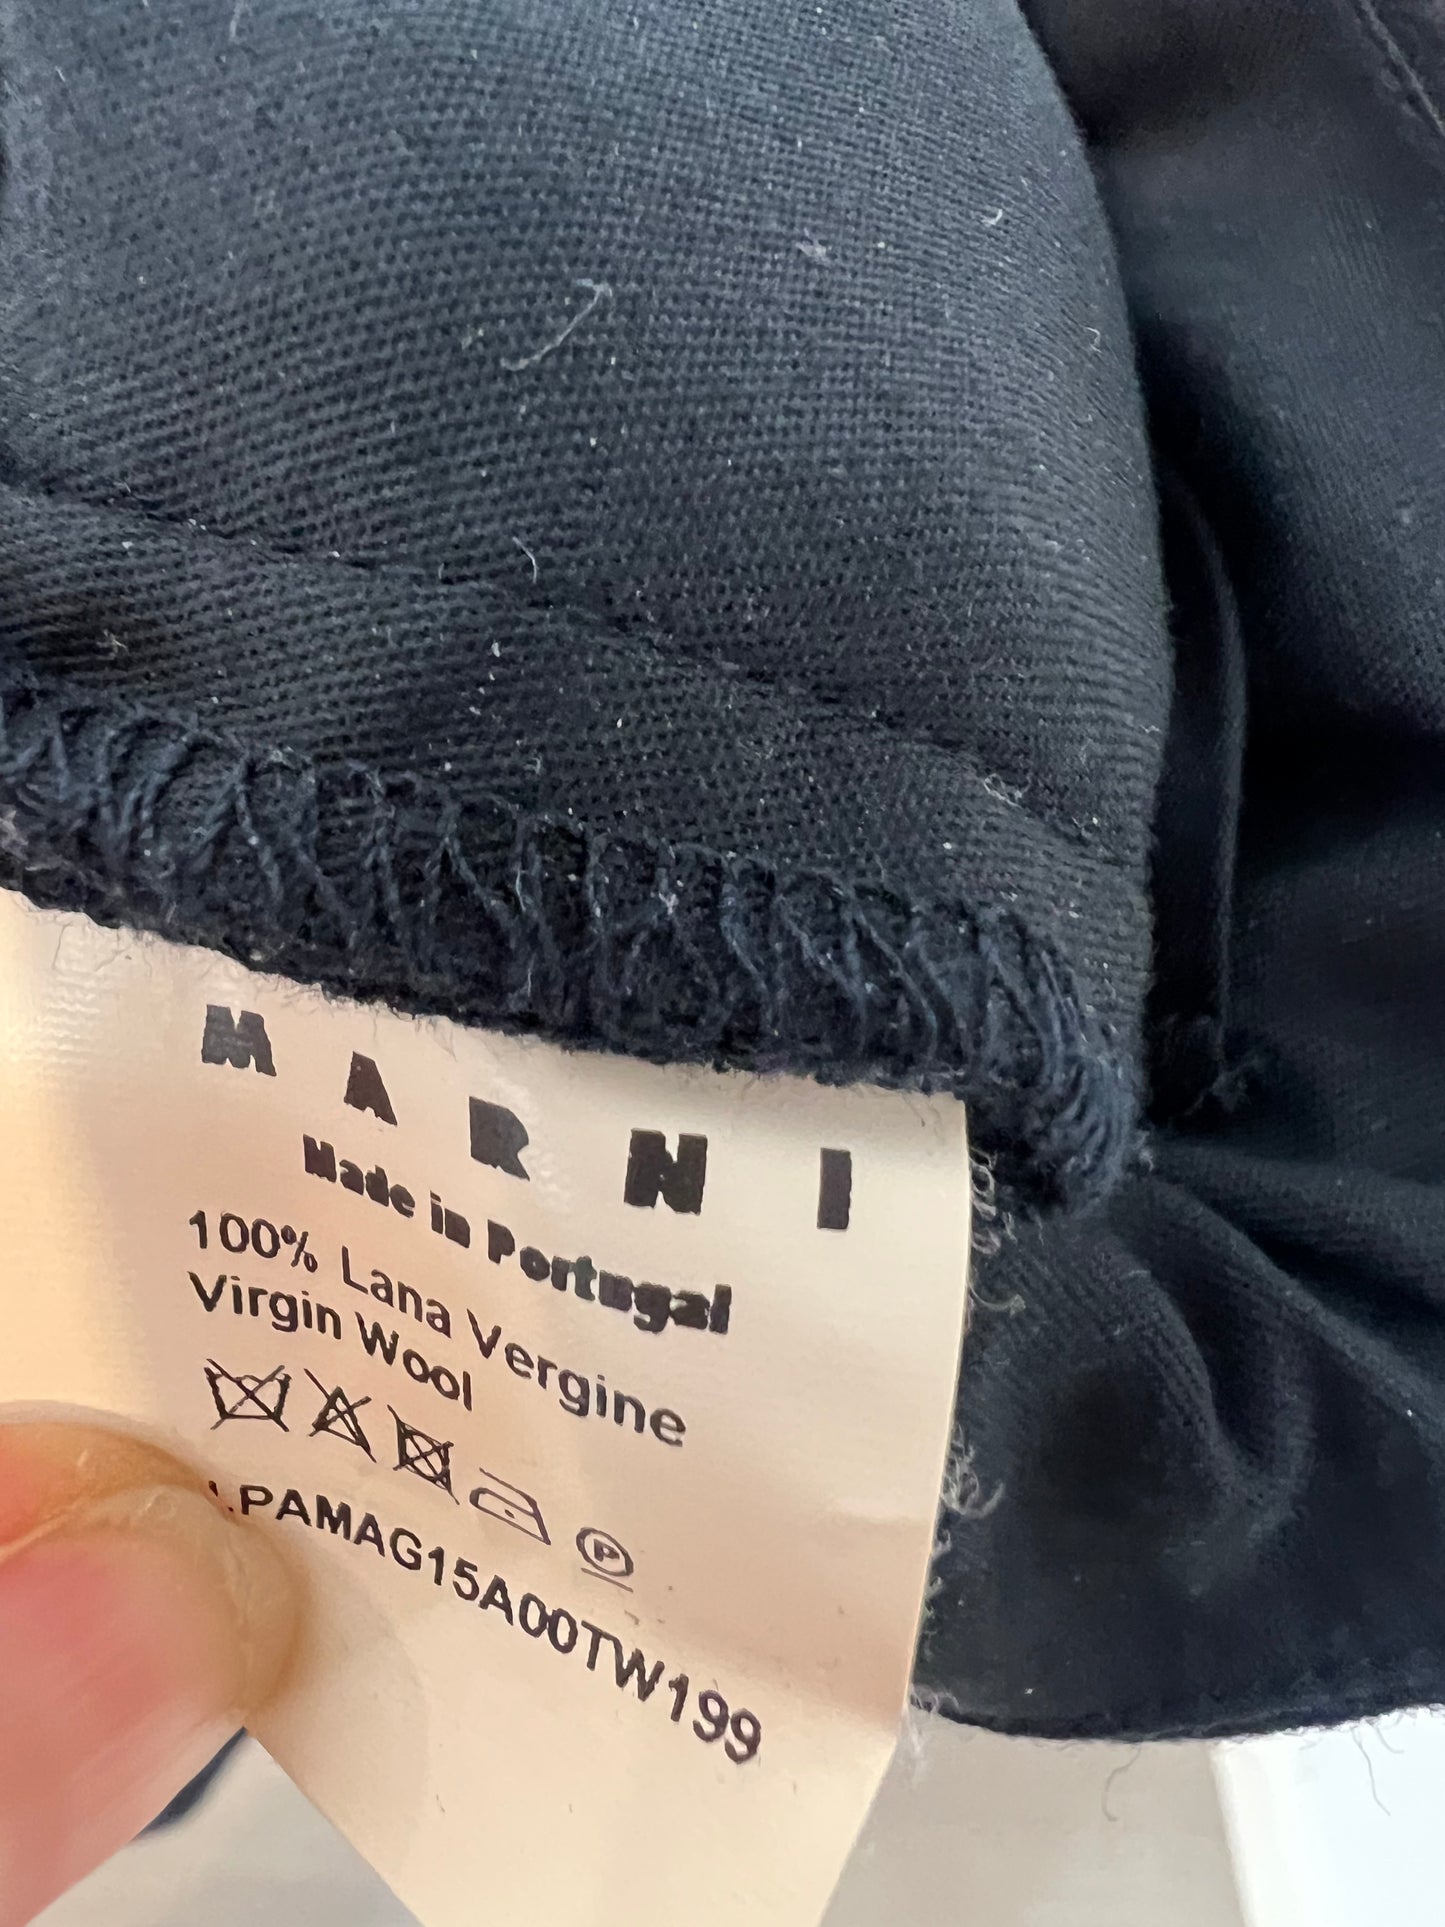 MARNI
Made in Portugal
100% Lana Vergine
Virgin Wool
P
.PAMAG15A00TW199